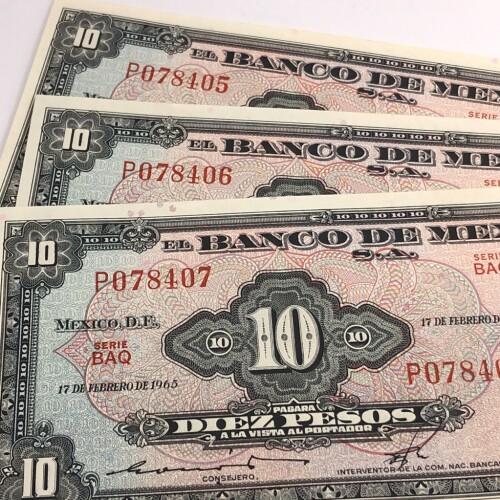 10 EL BANCO DE MEX
S.A.
P078405
SERIE
10 EL BANCO DE MEX
S.A.
P078406
10 EL BANCO DE MEX
S.A.
P078407
SERIE
BAQ
MEXICO, D.F.,
17 DE FEBRERO D
SERIE
BAQ
10 10 10
17 DE FEBRERO DE 1965
P07840
PAGARA
DIEZ PESOS
A LA VISTA AL PORTADOR
10
CONSEJERO.
INTERVENTOR DE LA COM. NAC. BANCA